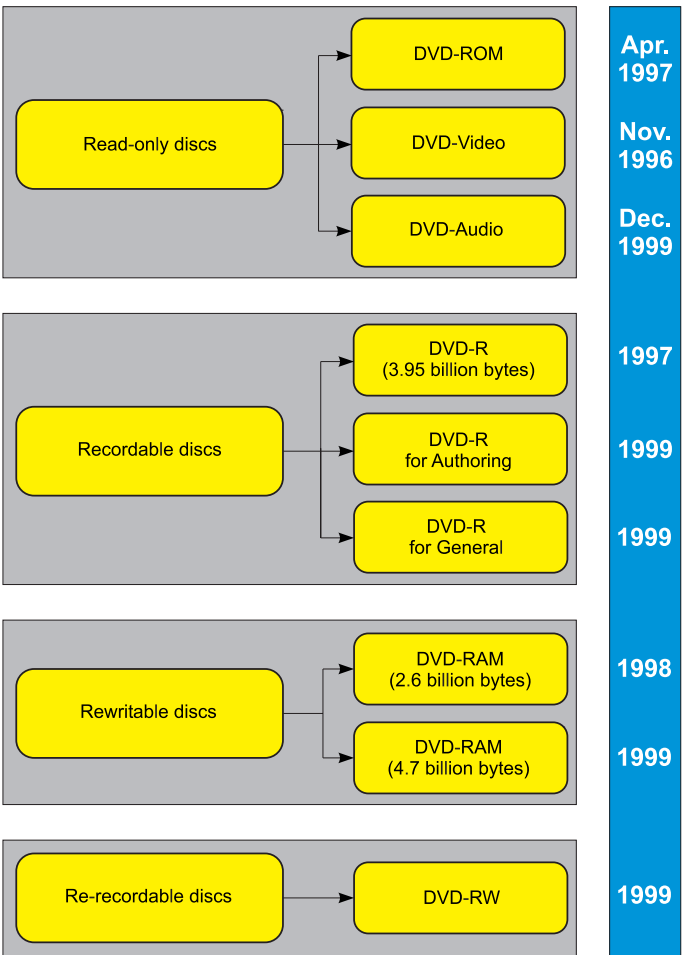 Read-only discs
DVD-ROM
Apr.
1997
DVD-Video
Nov.
1996
DVD-Audio
Dec.
1999
Recordable discs
DVD-R
(3.95 billion bytes)
1997
DVD-R
for Authoring
1999
DVD-R
for General
1999
Rewritable discs
DVD-RAM
(2.6 billion bytes)
1998
DVD-RAM
(4.7 billion bytes)
1999
Re-recordable discs
DVD-RW
1999